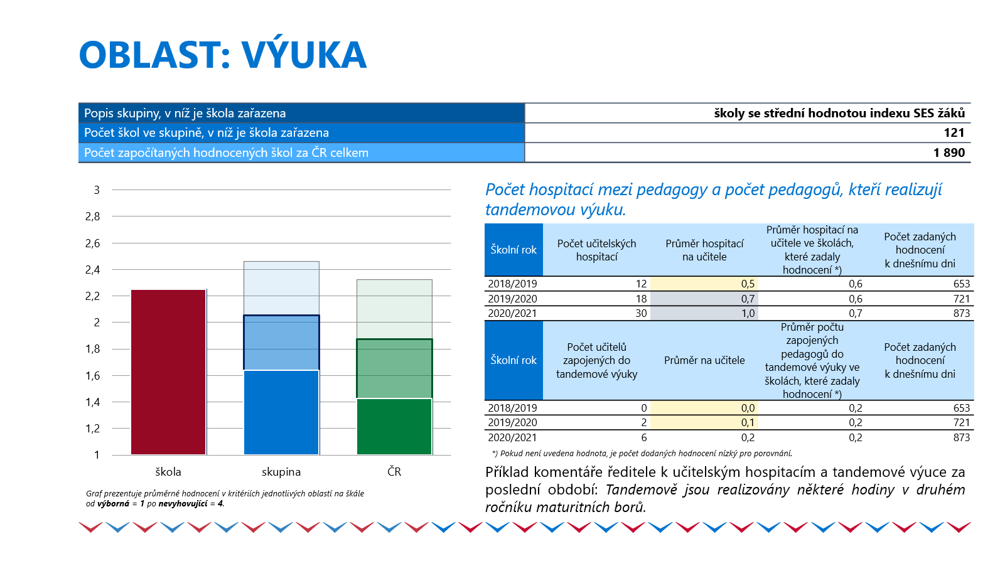 OBLAST: VÝUKA
Popis skupiny, v níž je škola zařazena školy se střední hodnotou indexu SES žáků
Počet škol ve skupině, v níž je škola zařazena 121
Počet započítaných hodnocených škol za ČR celkem 1 890
3
2,8
2,6
2,4
2,2
2
1,8
1,6
1,4
1,2
1
škola skupina ČR
Graf prezentuje průměrné hodnocení v kritériích jednotlivých oblastí na škále
od výborná = 1 po nevyhovující = 4.
Počet hospitací mezi pedagogy a počet pedagogů, kteří realizují
tandemovou výuku.
Školní rok
Počet učitelských
hospitací
Průměr hospitací
na učitele
Průměr hospitací na
učitele ve školách,
které zadaly
hodnocení *)
Počet zadaných
hodnocení
k dnešnímu dni
2018/2019 12 0,5 0,6 653
2019/2020 18 0,7 0,6 721
2020/2021 30 1,0 0,7 873
Školní rok
Počet učitelů
zapojených do
tandemové výuky
Průměr na učitele
Průměr počtu
zapojených
pedagogů do
tandemové výuky ve
školách, které zadaly
hodnocení *)
Počet zadaných
hodnocení
k dnešnímu dni
2018/2019 0 0,0 0,2 653
2019/2020 2 0,1 0,2 721
2020/2021 6 0,2 0,2 873
*) Pokud není uvedena hodnota, je počet dodaných hodnocení nízký pro porovnání.
Příklad komentáře ředitele k učitelským hospitacím a tandemové výuce za
poslední období: Tandemově jsou realizovány některé hodiny v druhém
ročníku maturitních borů.